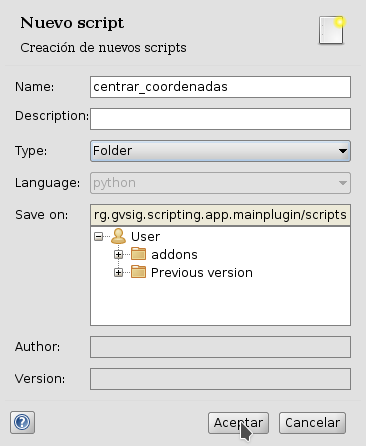 Nuevo script
Creación de nuevos scripts
Name: centrar_coordenadas
Description:
Type: Folder
Language: python
Save on: rg.gvsig.scripting.app.mainplugin/scripts
User
addons
Previous version
Author:
Version:
Aceptar Cancelar